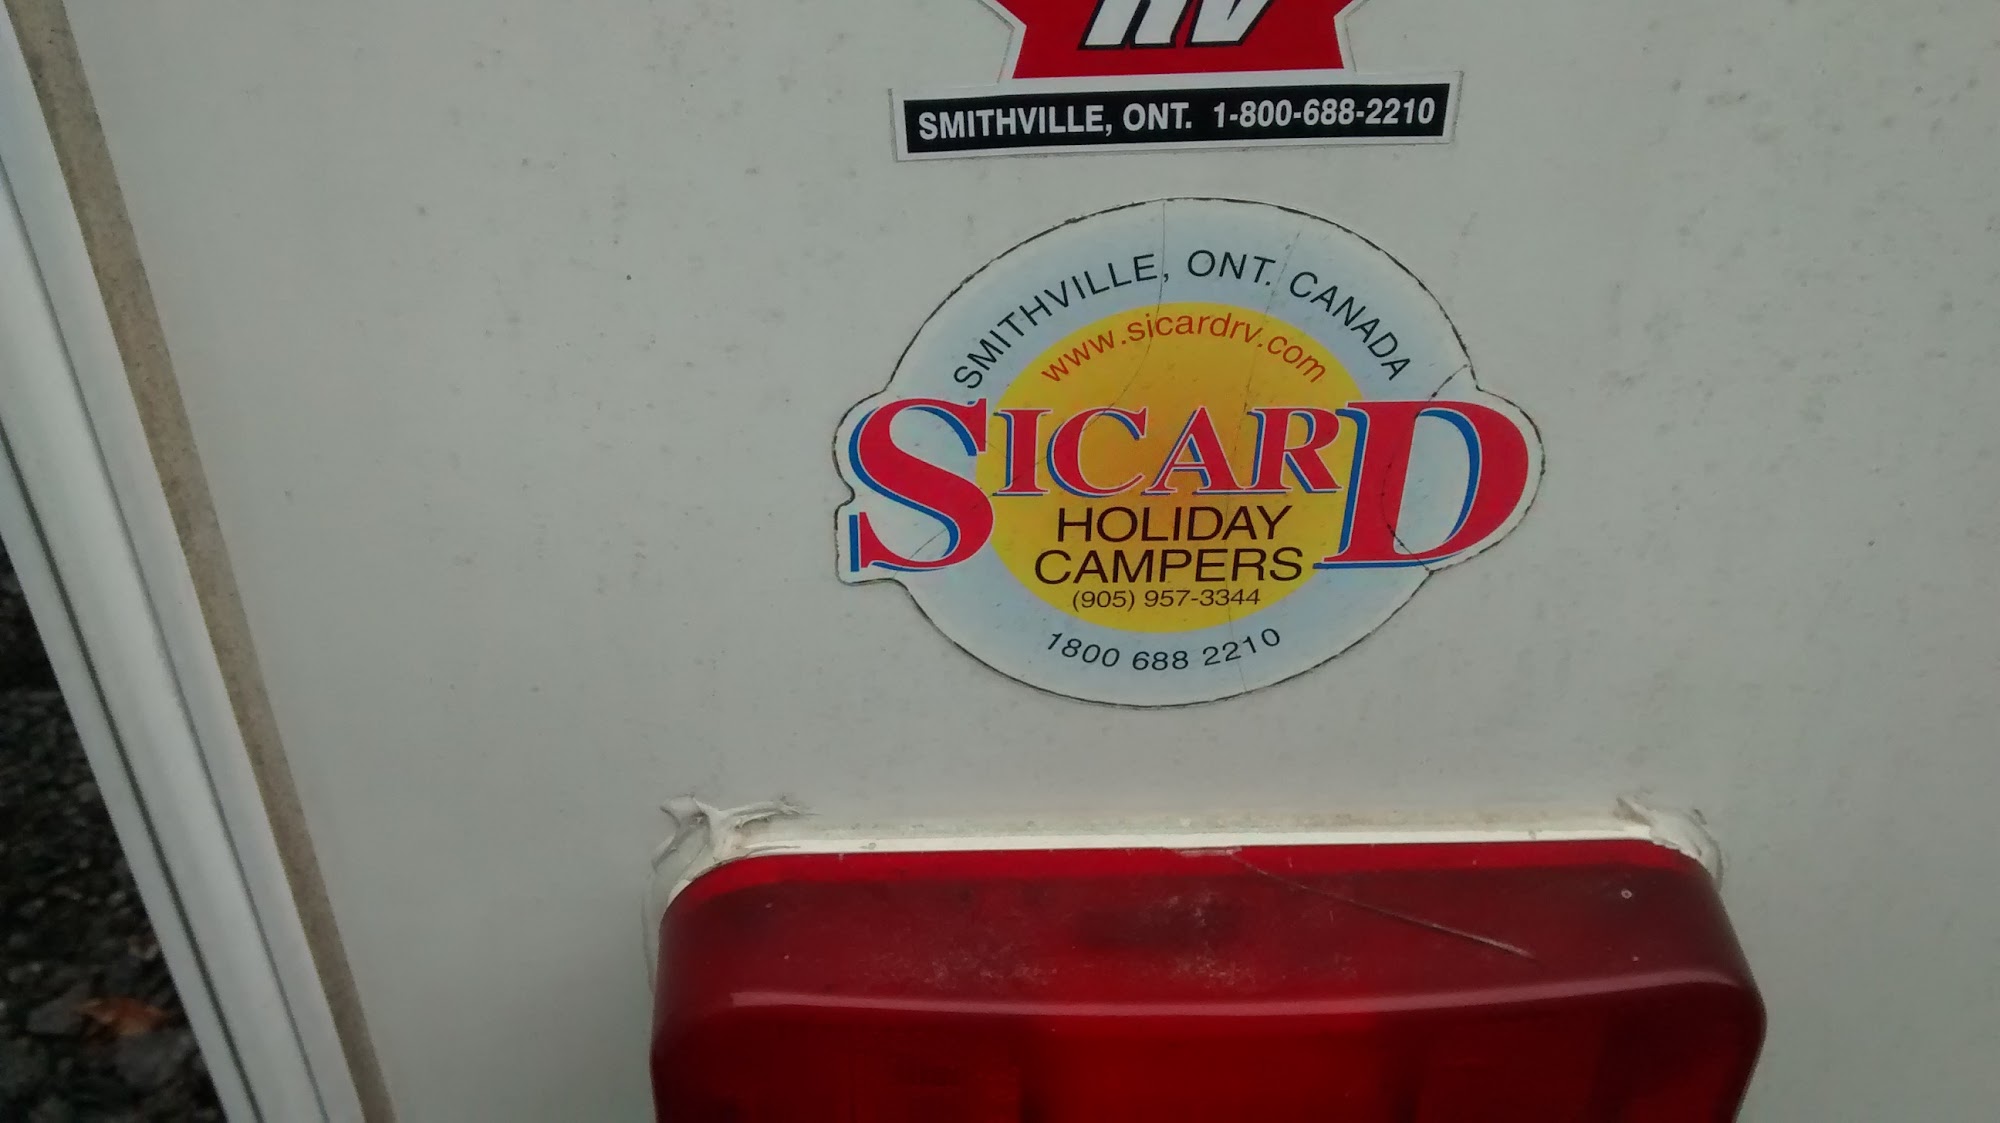 RV
SMITHVILLE, ONT. 1-800-688-2210
SMITHVILLE, ONT. CANADA
www.sicardrv.com
SICARD
HOLIDAY
CAMPERS
(905) 957-3344
1800 688 2210